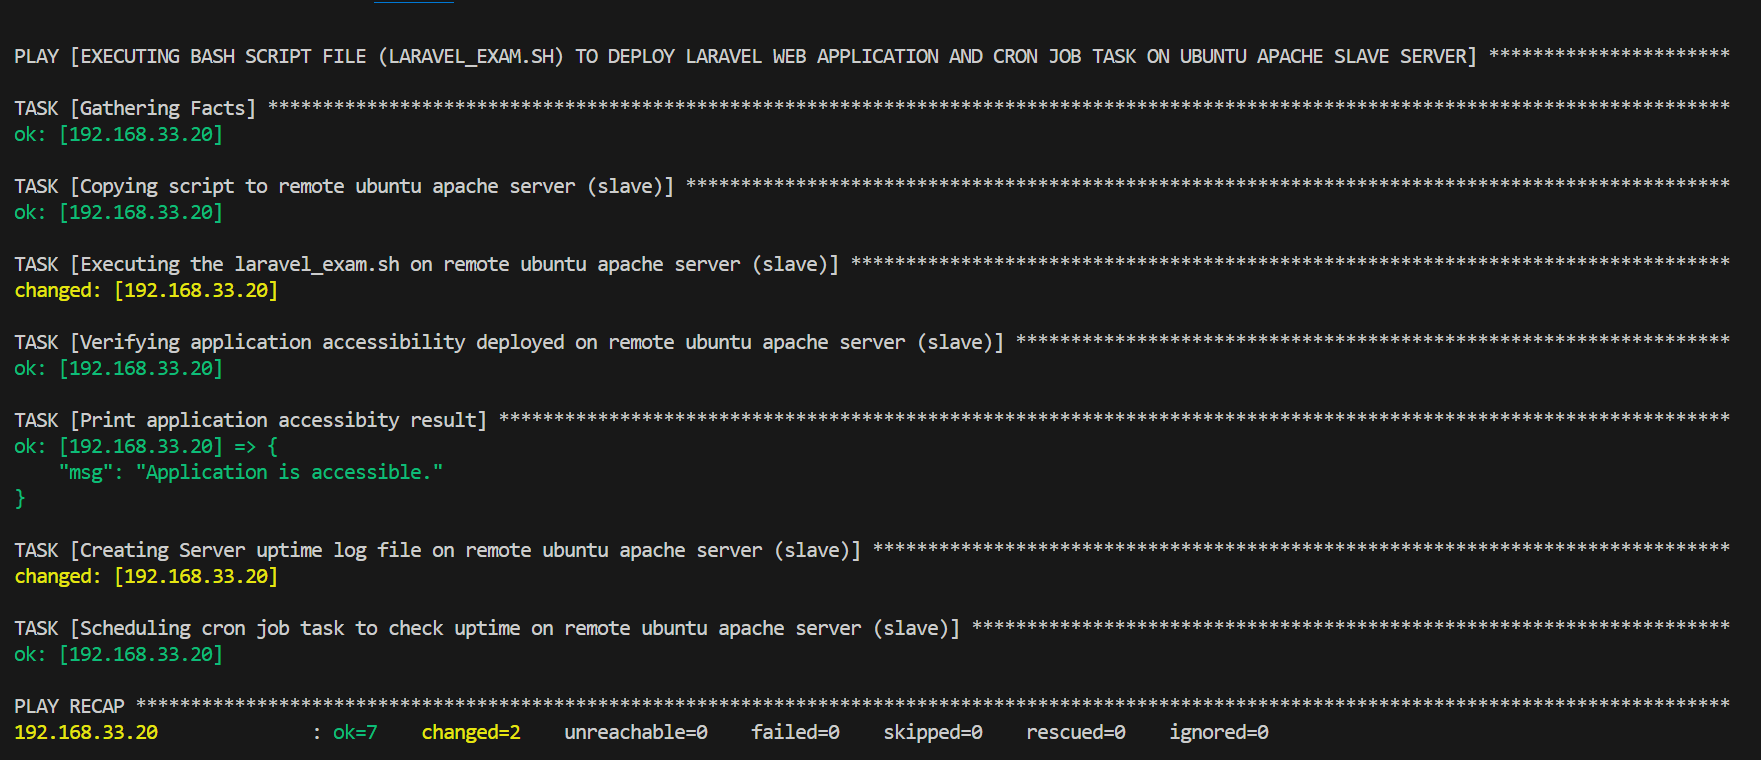 PLAY [EXECUTING BASH SCRIPT FILE (LARAVEL_EXAM.SH) TO DEPLOY LARAVEL WEB APPLICATION AND CRON JOB TASK ON UBUNTU APACHE SLAVE SERVER] **********************
TASK [Gathering Facts] *************************************************************************************************************************************
ok: [192.168.33.20]
TASK [Copying script to remote ubuntu apache server (slave)] ***********************************************************************************************
ok: [192.168.33.20]
TASK [Executing the laravel_exam.sh on remote ubuntu apache server (slave)] ********************************************************************************
changed: [192.168.33.20]
TASK [Verifying application accessibility deployed on remote ubuntu apache server (slave)] *****************************************************************
ok: [192.168.33.20]
TASK [Print application accessibity result] ****************************************************************************************************************
ok: [192.168.33.20] => {
    "msg": "Application is accessible."
}
TASK [Creating Server uptime log file on remote ubuntu apache server (slave)] ******************************************************************************
changed: [192.168.33.20]
TASK [Scheduling cron job task to check uptime on remote ubuntu apache server (slave)] *********************************************************************
ok: [192.168.33.20]
PLAY RECAP *************************************************************************************************************************************************
192.168.33.20              : ok=7    changed=2    unreachable=0    failed=0    skipped=0    rescued=0    ignored=0